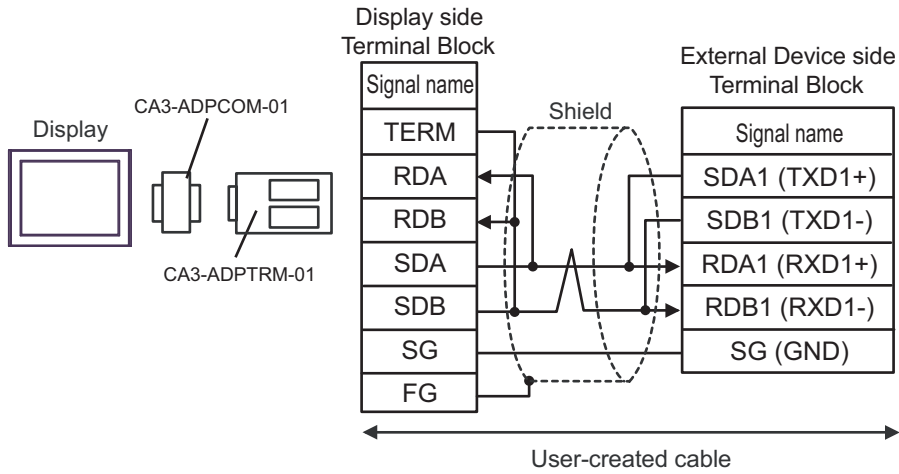 Display side
Terminal Block
External Device side
Terminal Block
CA3-ADPCOM-01
Display
CA3-ADPTRM-01
Shield
Signal name
TERM
RDA
RDB
SDA
SDB
SG
FG
Signal name
SDA1 (TXD1+)
SDB1 (TXD1-)
RDA1 (RXD1+)
RDB1 (RXD1-)
SG (GND)
User-created cable